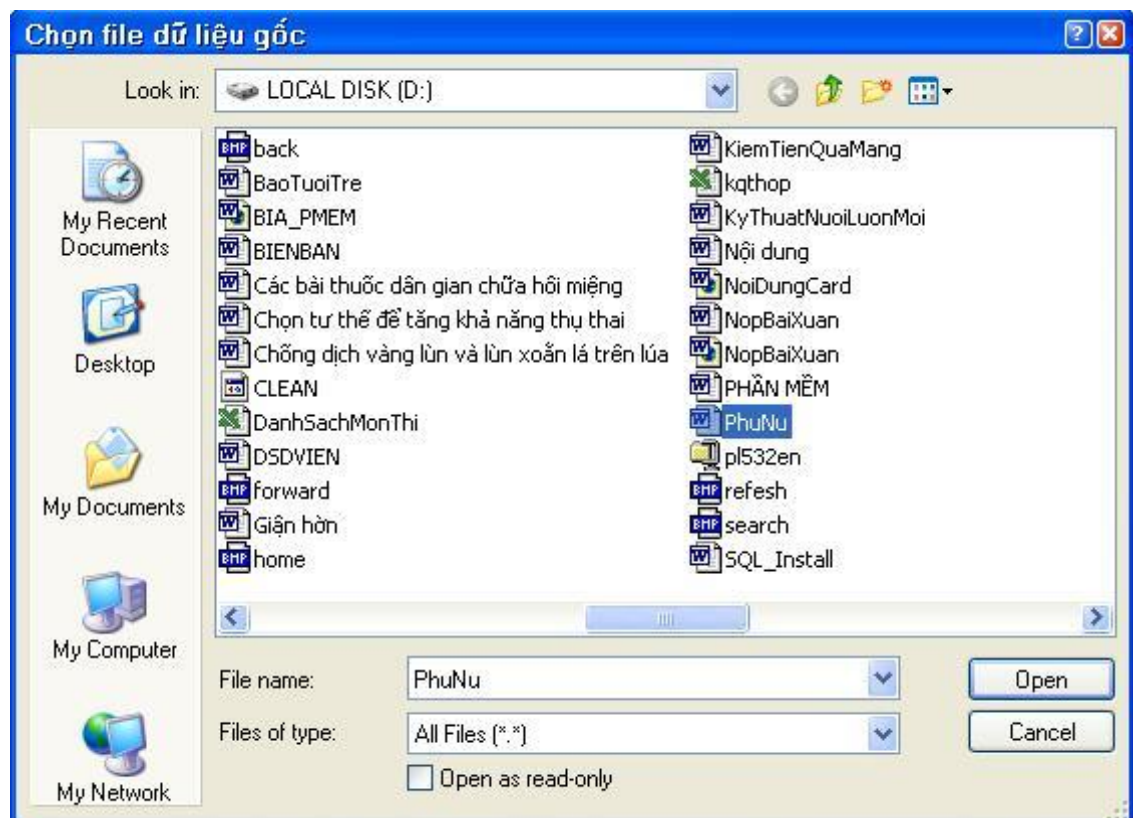 Chọn file dữ liệu gốc
Look in:
LOCAL DISK (D:)
My Recent
Documents
Desktop
My Documents
My Computer
My Network
back
BaoTuoiTre
BIA_PMEM
BIENBAN
Các bài thuốc dân gian chữa hôi miệng
Chọn tư thế để tăng khả năng thụ thai
Chống dịch vàng lùn và lùn xoắn lá trên lúa
CLEAN
DanhSachMonThi
DSDVIEN
forward
Giận hờn
home
KiemTienQuaMang
kqthop
KyThuatNuoiLuonMoi
Nội dung
NoiDungCard
NopBaiXuan
NopBaiXuan
PHẦN MỀM
PhuNu
pl532en
refesh
search
SQL_Install
File name:
PhuNu
Open
Files of type:
All Files (*.*)
Cancel
Open as read-only